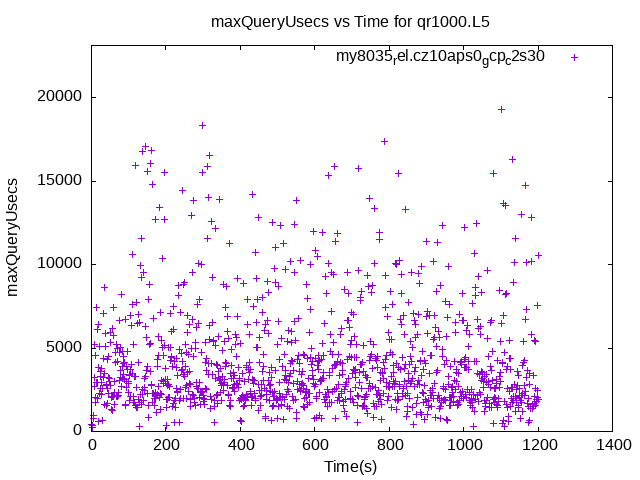 maxQueryUsecs vs Time for qr1000.L5
my8035rel.cz10aps0gcpc2s30
maxQueryUsecs
20000
15000
10000
5000
0
0 200 400 600 800 1000 1200 1400
Time(s)